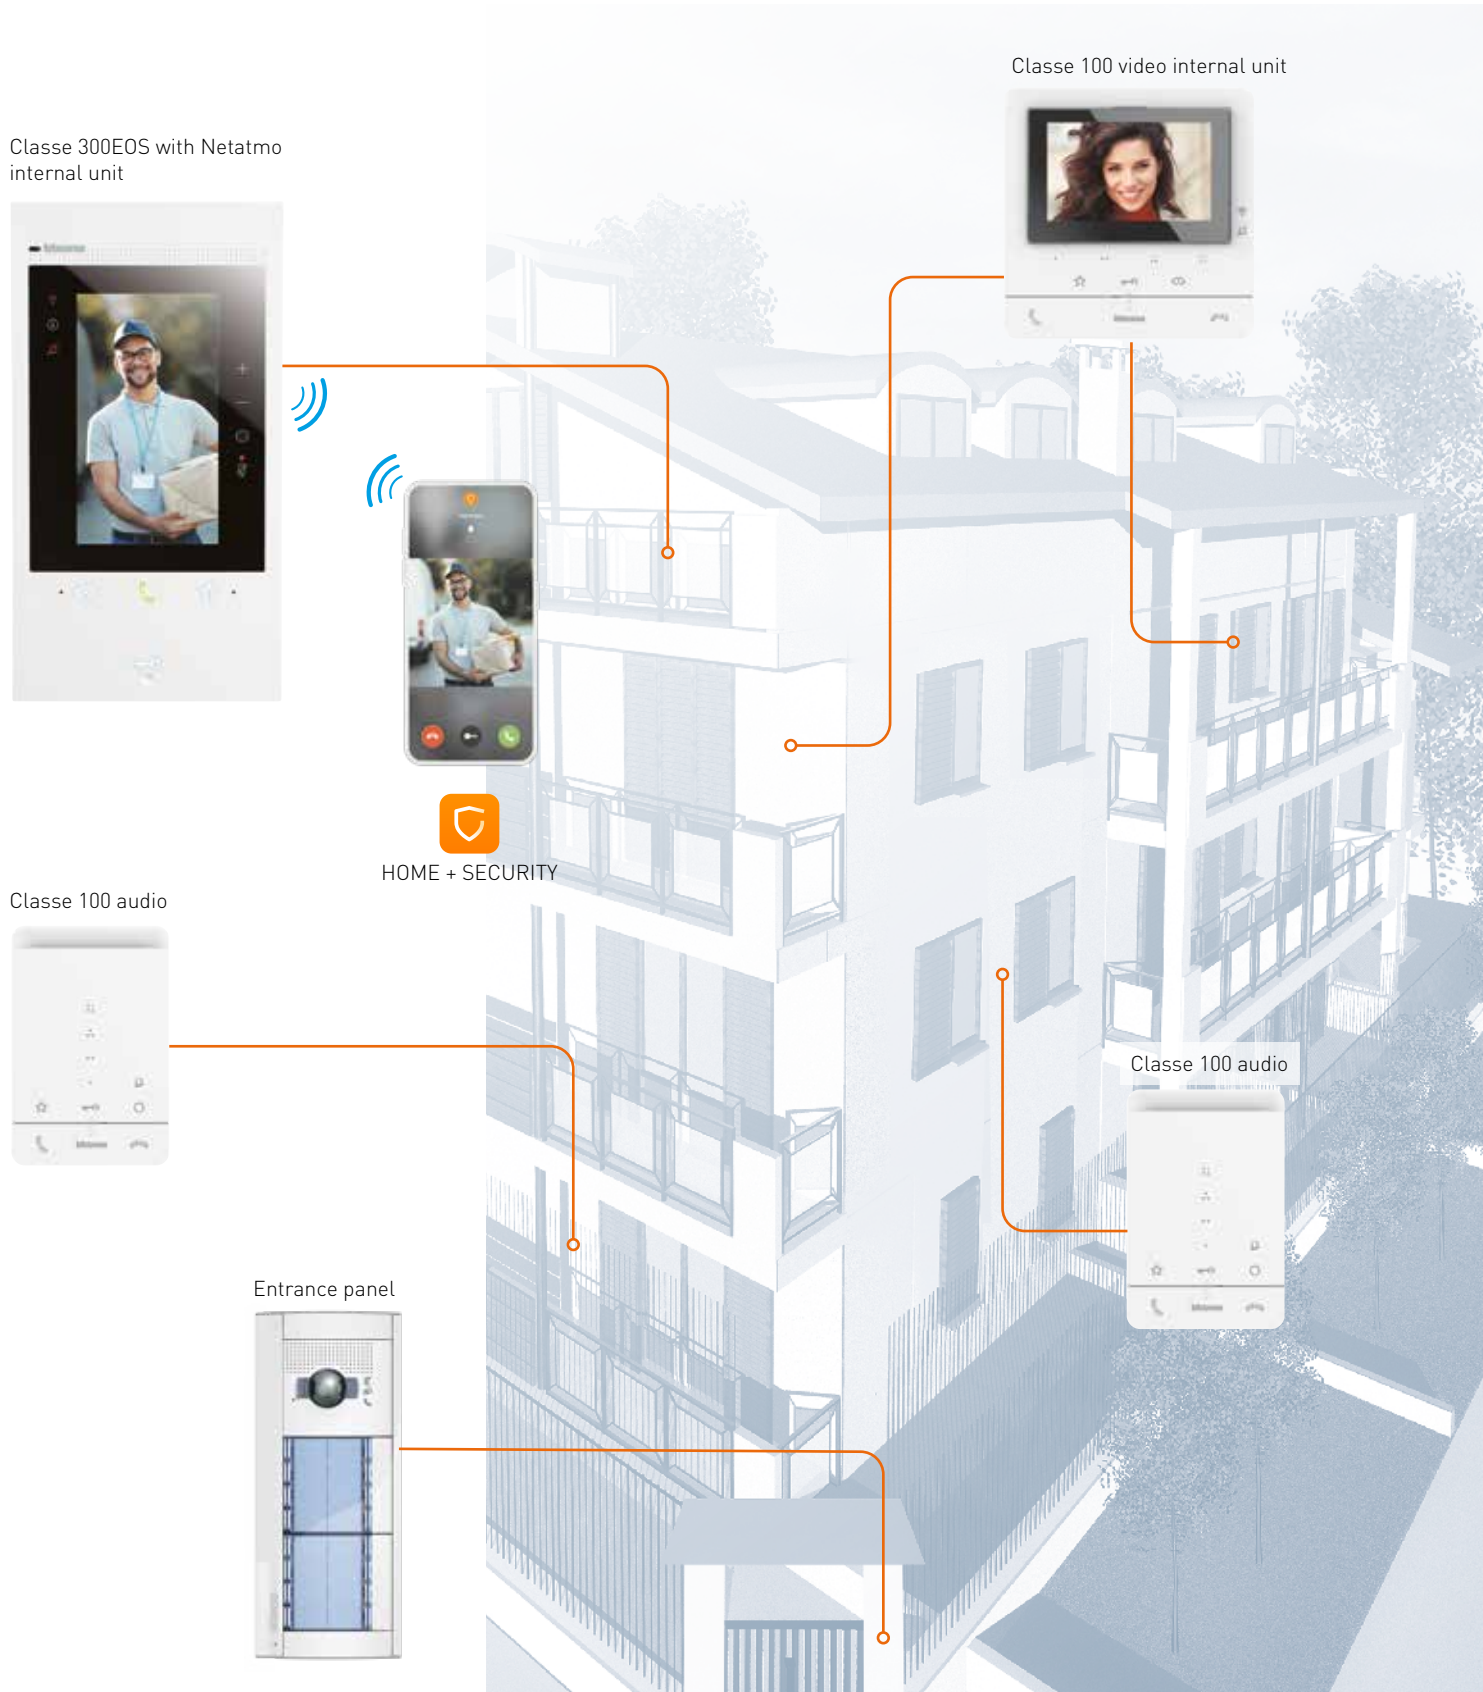 Classe 100 video internal unit
Classe 300EOS with Netatmo
internal unit
HOME + SECURITY
Classe 100 audio
Classe 100 audio
Entrance panel